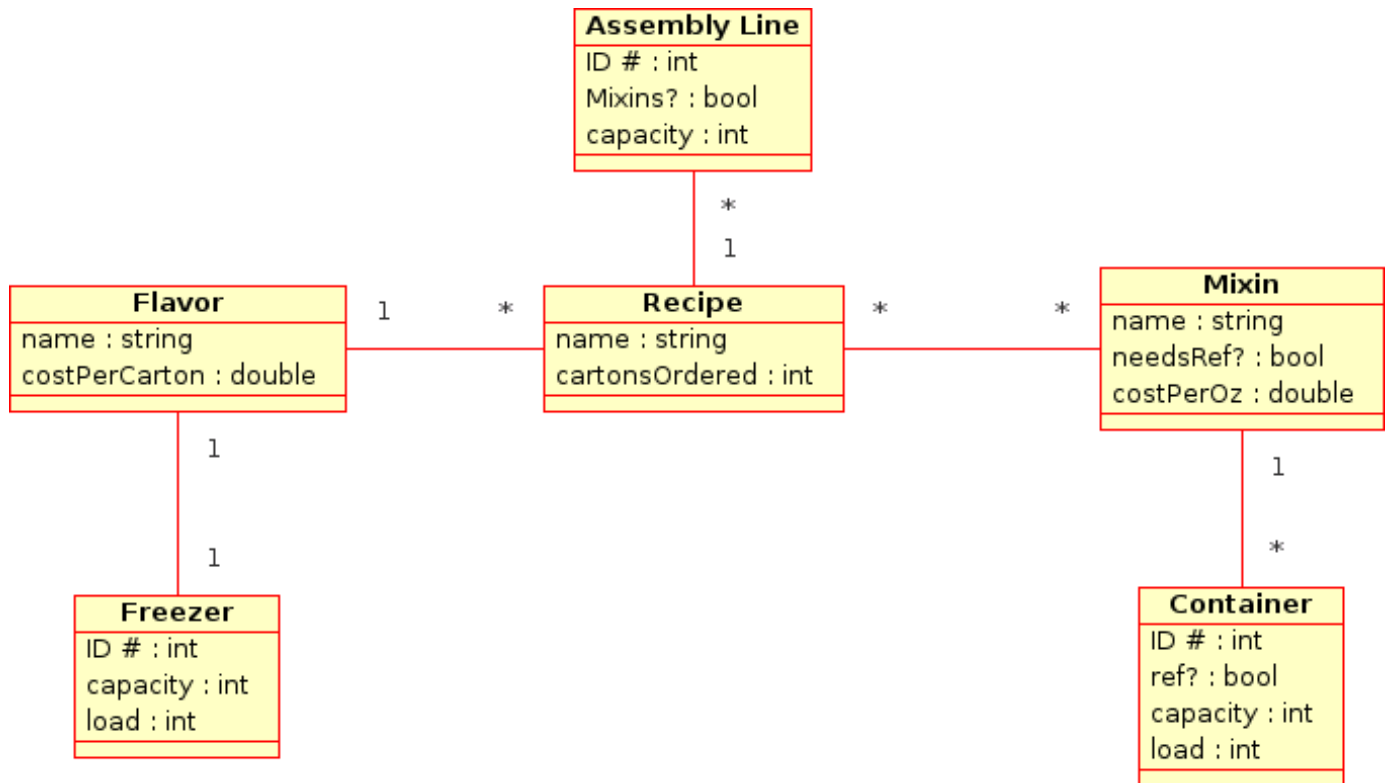 Assembly Line
ID # : int
Mixins? : bool
capacity : int
*
1
Flavor
name : string
costPerCarton : double
1
*
Recipe
name : string
cartonsOrdered : int
*
*
Mixin
name : string
needsRef? : bool
costPerOz : double
1
1
Freezer
ID # : int
capacity : int
load : int
1
*
Container
ID # : int
ref? : bool
capacity : int
load : int